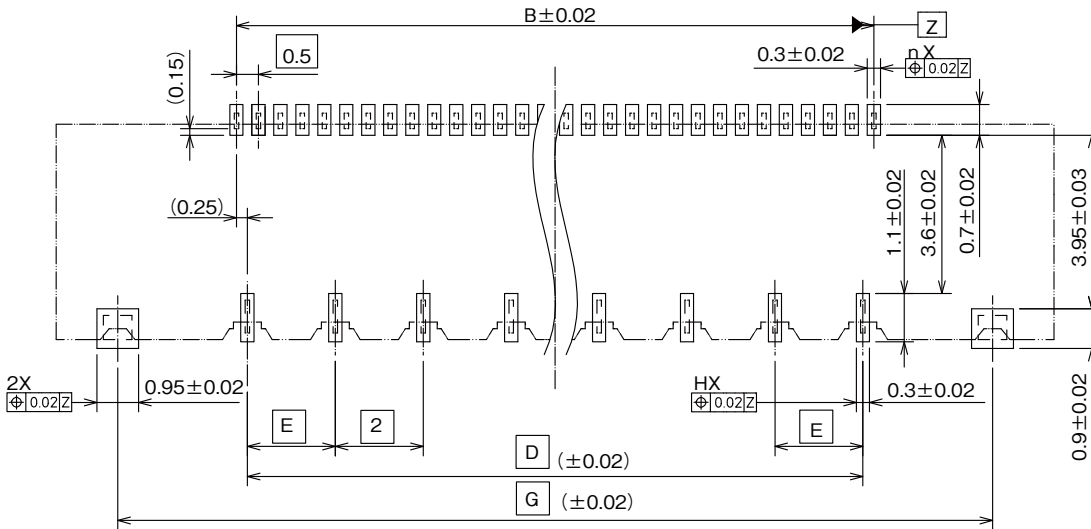 B±0.02
Z
0.5
0.3±0.02
nX
⌖ 0.02 Z
(0.15)
(0.25)
1.1±0.02
3.6±0.02
0.7±0.02
3.95±0.03
2X
⌖ 0.02 Z
0.95±0.02
HX
⌖ 0.02 Z
0.3±0.02
0.9±0.02
E
2
E
D (±0.02)
G (±0.02)